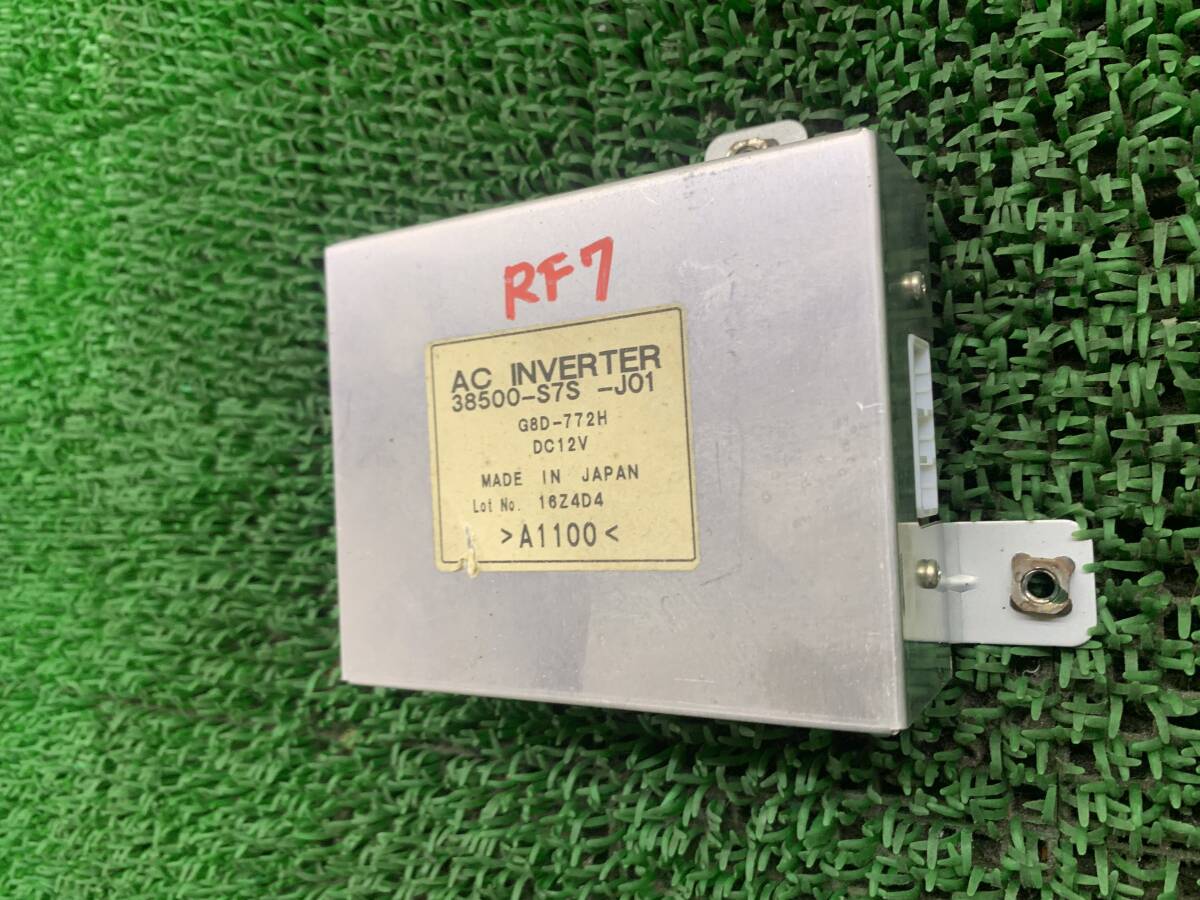 RF7
AC INVERTER
38500-S7S -J01
G8D-772H
DC12V
MADE IN JAPAN
Lot No. 16Z4D4
>A1100<